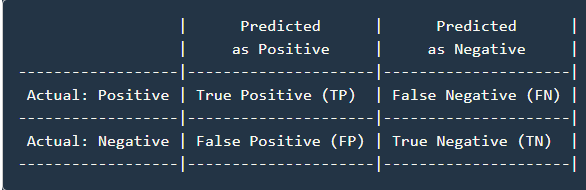 |      Predicted      |      Predicted      |
                    |     as Positive     |     as Negative     |
--------------------|---------------------|---------------------|
 Actual: Positive | True Positive (TP)  | False Negative (FN) |
--------------------|---------------------|---------------------|
 Actual: Negative | False Positive (FP) | True Negative (TN)  |
--------------------|---------------------|---------------------|